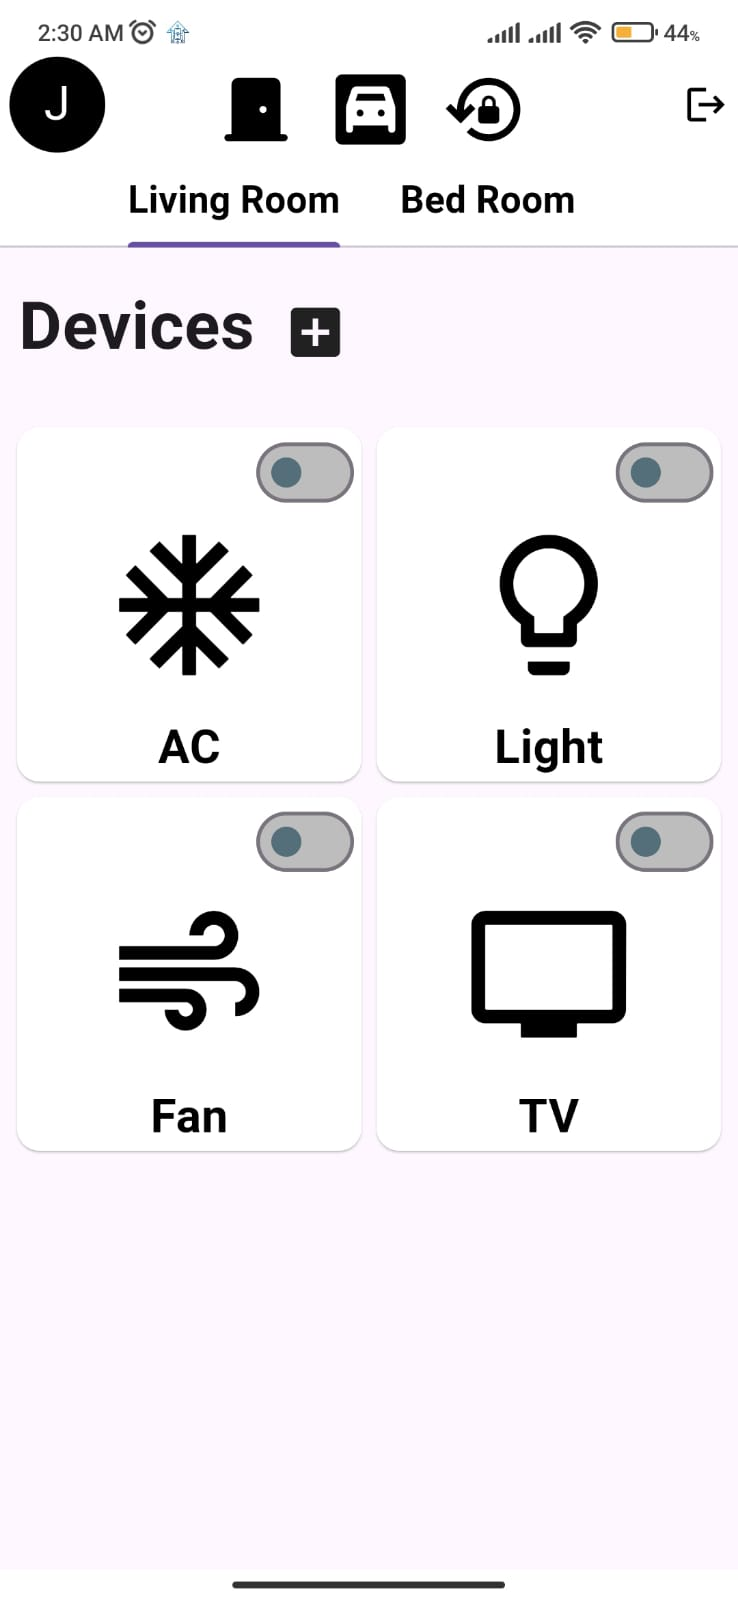 2:30 AM 44%
J
Living Room Bed Room
Devices
AC Light
Fan TV